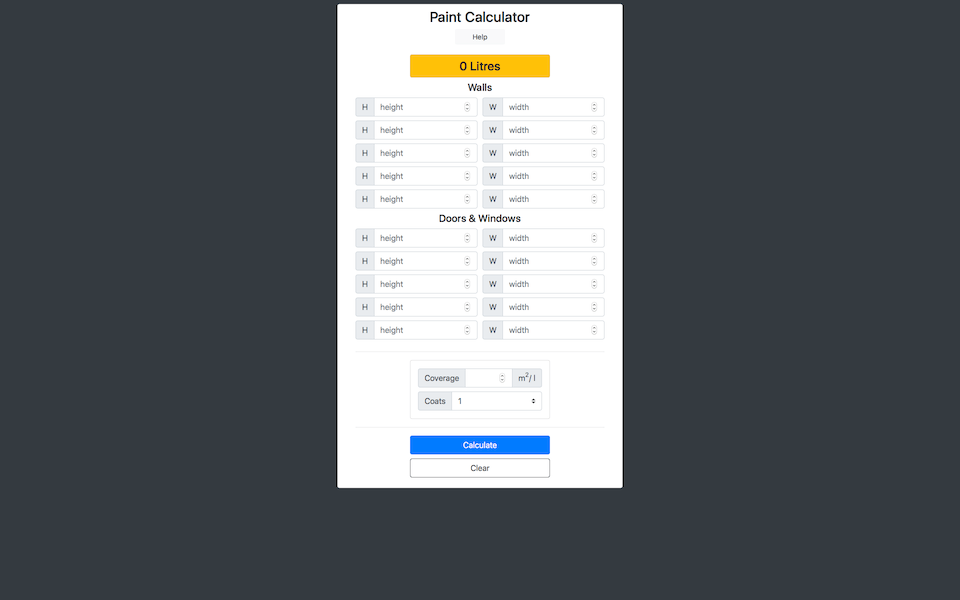 Paint Calculator
Help
0 Litres
Walls
H height W width
H height W width
H height W width
H height W width
H height W width
Doors & Windows
H height W width
H height W width
H height W width
H height W width
H height W width
Coverage m²/ l
Coats 1
Calculate
Clear